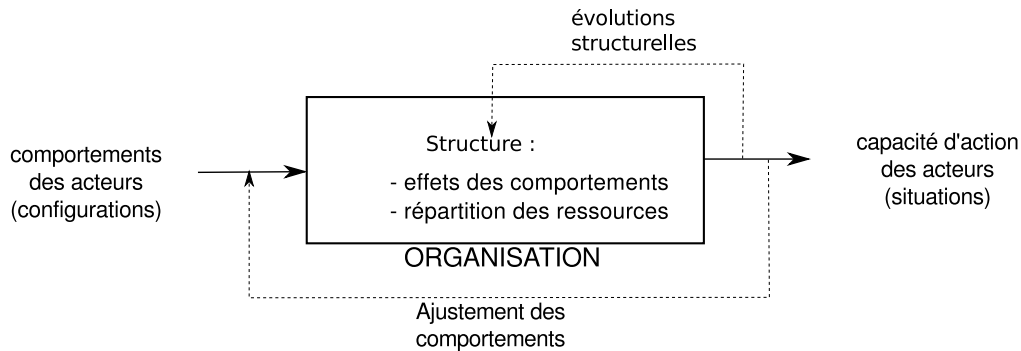 évolutions
structurelles
comportements
des acteurs
(configurations)
Structure :
- effets des comportements
- répartition des ressources
ORGANISATION
capacité d'action
des acteurs
(situations)
Ajustement des
comportements